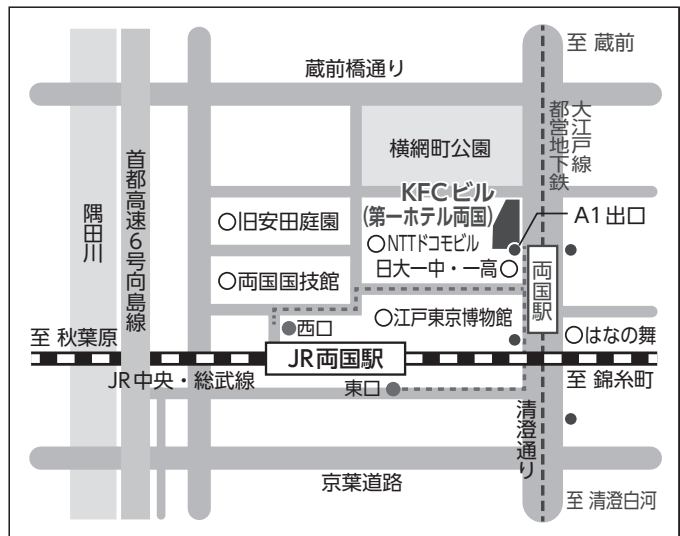 至 蔵前
蔵前橋通り
都営地下鉄
大江戸線
横網町公園
首都高速6号向島線
隅田川
KFCビル
(第一ホテル両国)
旧安田庭園
NTTドコモビル
A1出口
日大一中・一高
両国国技館
両国駅
江戸東京博物館
西口
はなの舞
至 秋葉原
JR両国駅
JR中央・総武線
東口
至 錦糸町
清澄通り
京葉道路
至 清澄白河